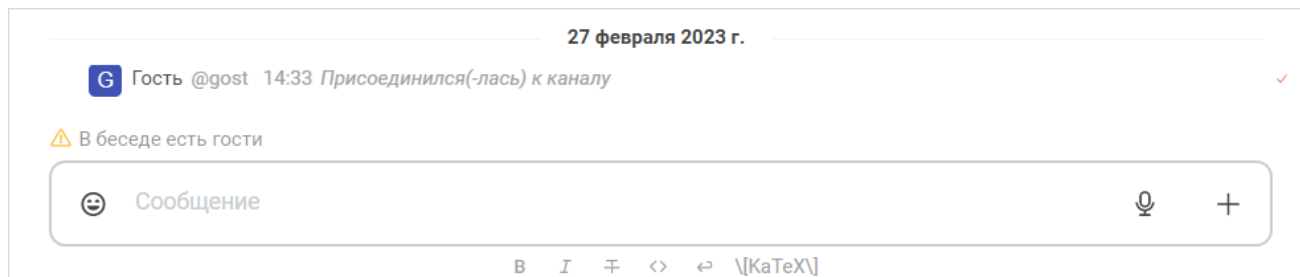 27 февраля 2023 г.
G Гость @gost 14:33 Присоединился(-лась) к каналу
В беседе есть гости
Сообщение
B I T <> \[KaTeX\]